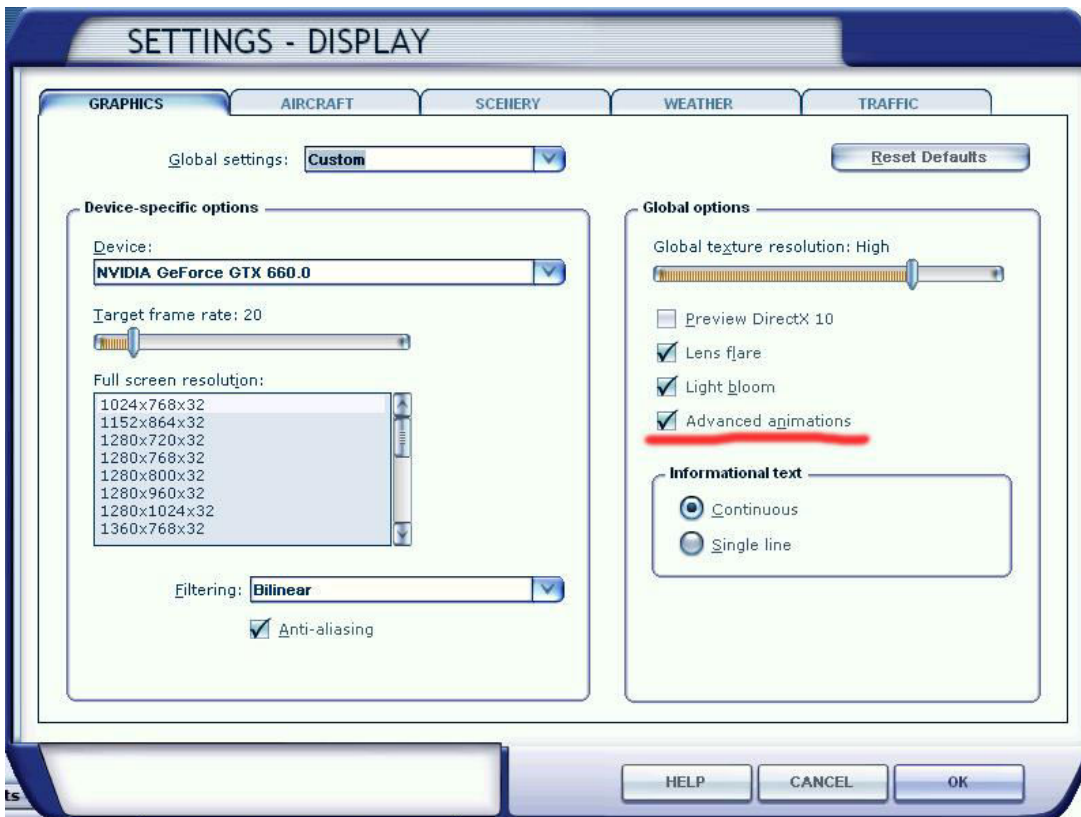 SETTINGS - DISPLAY
GRAPHICS
AIRCRAFT
SCENERY
WEATHER
TRAFFIC
Global settings: Custom
Reset Defaults
Device-specific options
Device:
NVIDIA GeForce GTX 660.0
Target frame rate: 20
Full screen resolution:
1024x768x32
1152x864x32
1280x720x32
1280x768x32
1280x800x32
1280x960x32
1280x1024x32
1360x768x32
Filtering: Bilinear
Anti-aliasing
Global options
Global texture resolution: High
Preview DirectX 10
Lens flare
Light bloom
Advanced animations
Informational text
Continuous
Single line
ts
HELP
CANCEL
OK